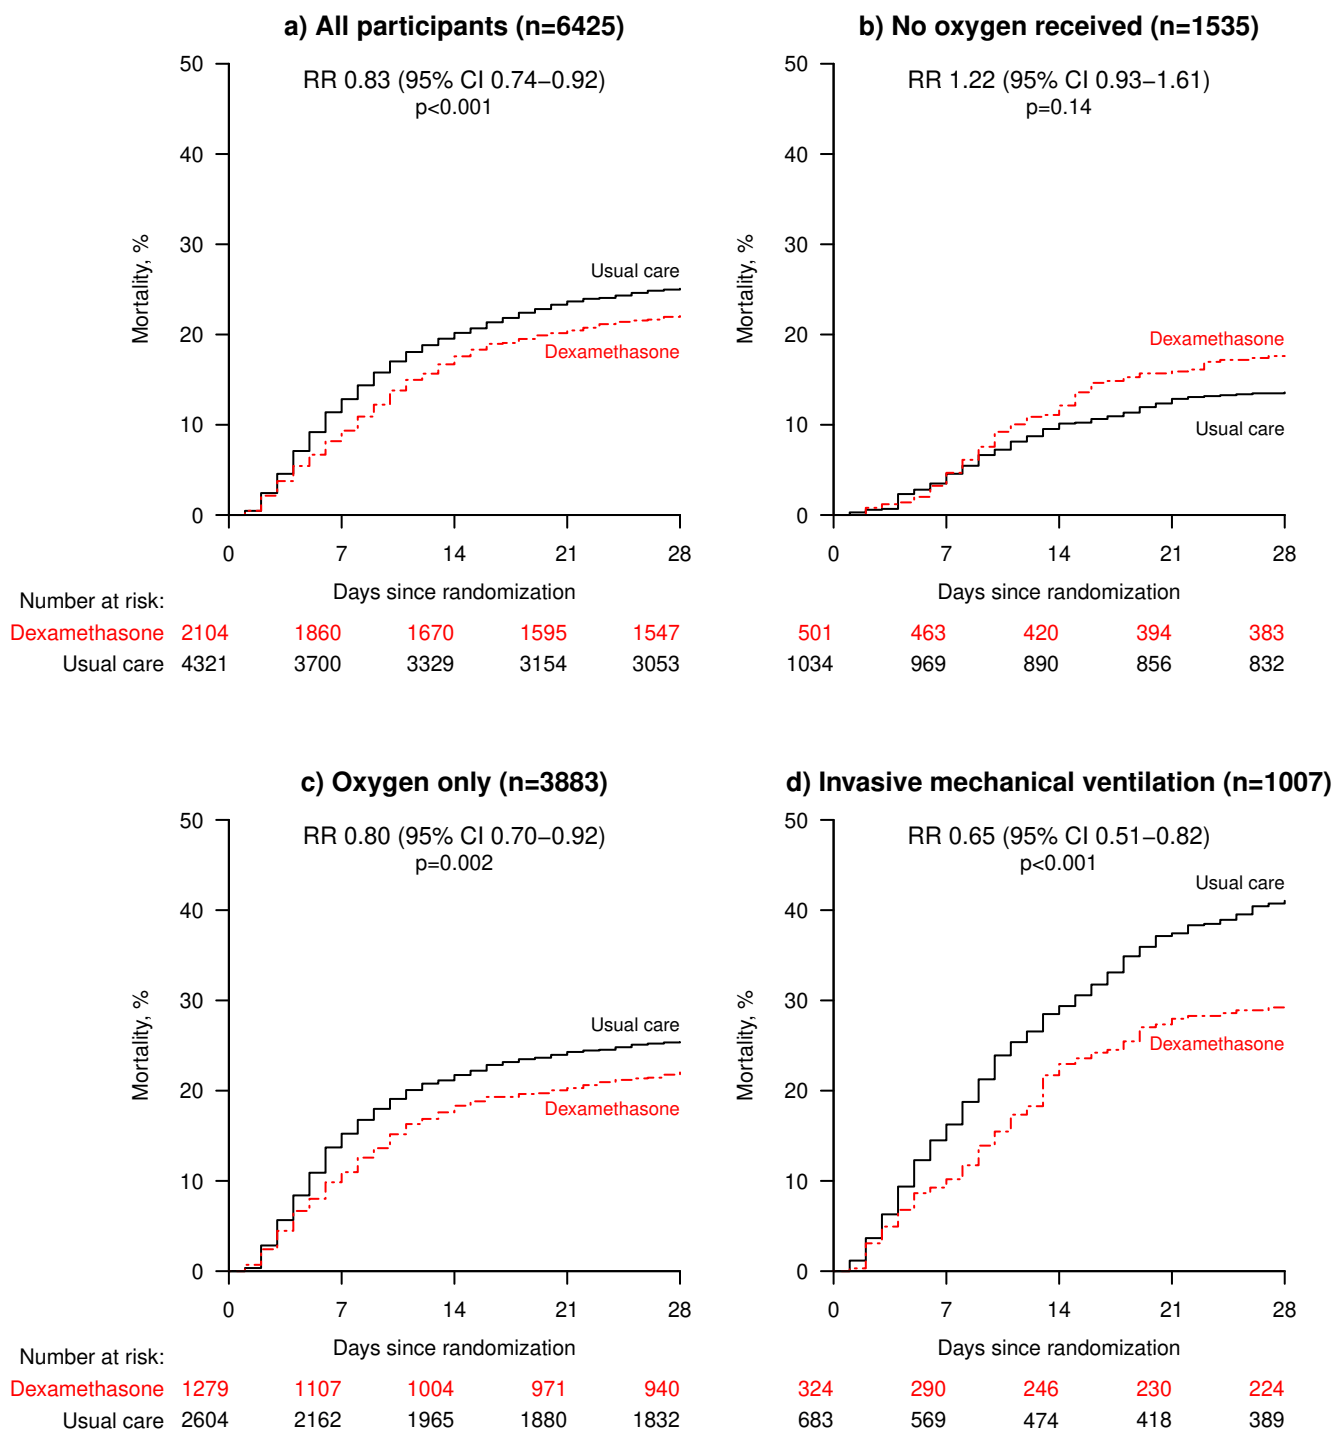 a) All participants (n=6425)
RR 0.83 (95% CI 0.74−0.92)
p<0.001
50
40
30
20
10
0
Mortality, %
Usual care
Dexamethasone
0 7 14 21 28
Days since randomization
Number at risk:
Dexamethasone 2104 1860 1670 1595 1547
Usual care 4321 3700 3329 3154 3053
b) No oxygen received (n=1535)
RR 1.22 (95% CI 0.93−1.61)
p=0.14
50
40
30
20
10
0
Mortality, %
Dexamethasone
Usual care
0 7 14 21 28
Days since randomization
501 463 420 394 383
1034 969 890 856 832
c) Oxygen only (n=3883)
RR 0.80 (95% CI 0.70−0.92)
p=0.002
50
40
30
20
10
0
Mortality, %
Usual care
Dexamethasone
0 7 14 21 28
Days since randomization
Number at risk:
Dexamethasone 1279 1107 1004 971 940
Usual care 2604 2162 1965 1880 1832
d) Invasive mechanical ventilation (n=1007)
RR 0.65 (95% CI 0.51−0.82)
p<0.001
50
40
30
20
10
0
Mortality, %
Usual care
Dexamethasone
0 7 14 21 28
Days since randomization
324 290 246 230 224
683 569 474 418 389